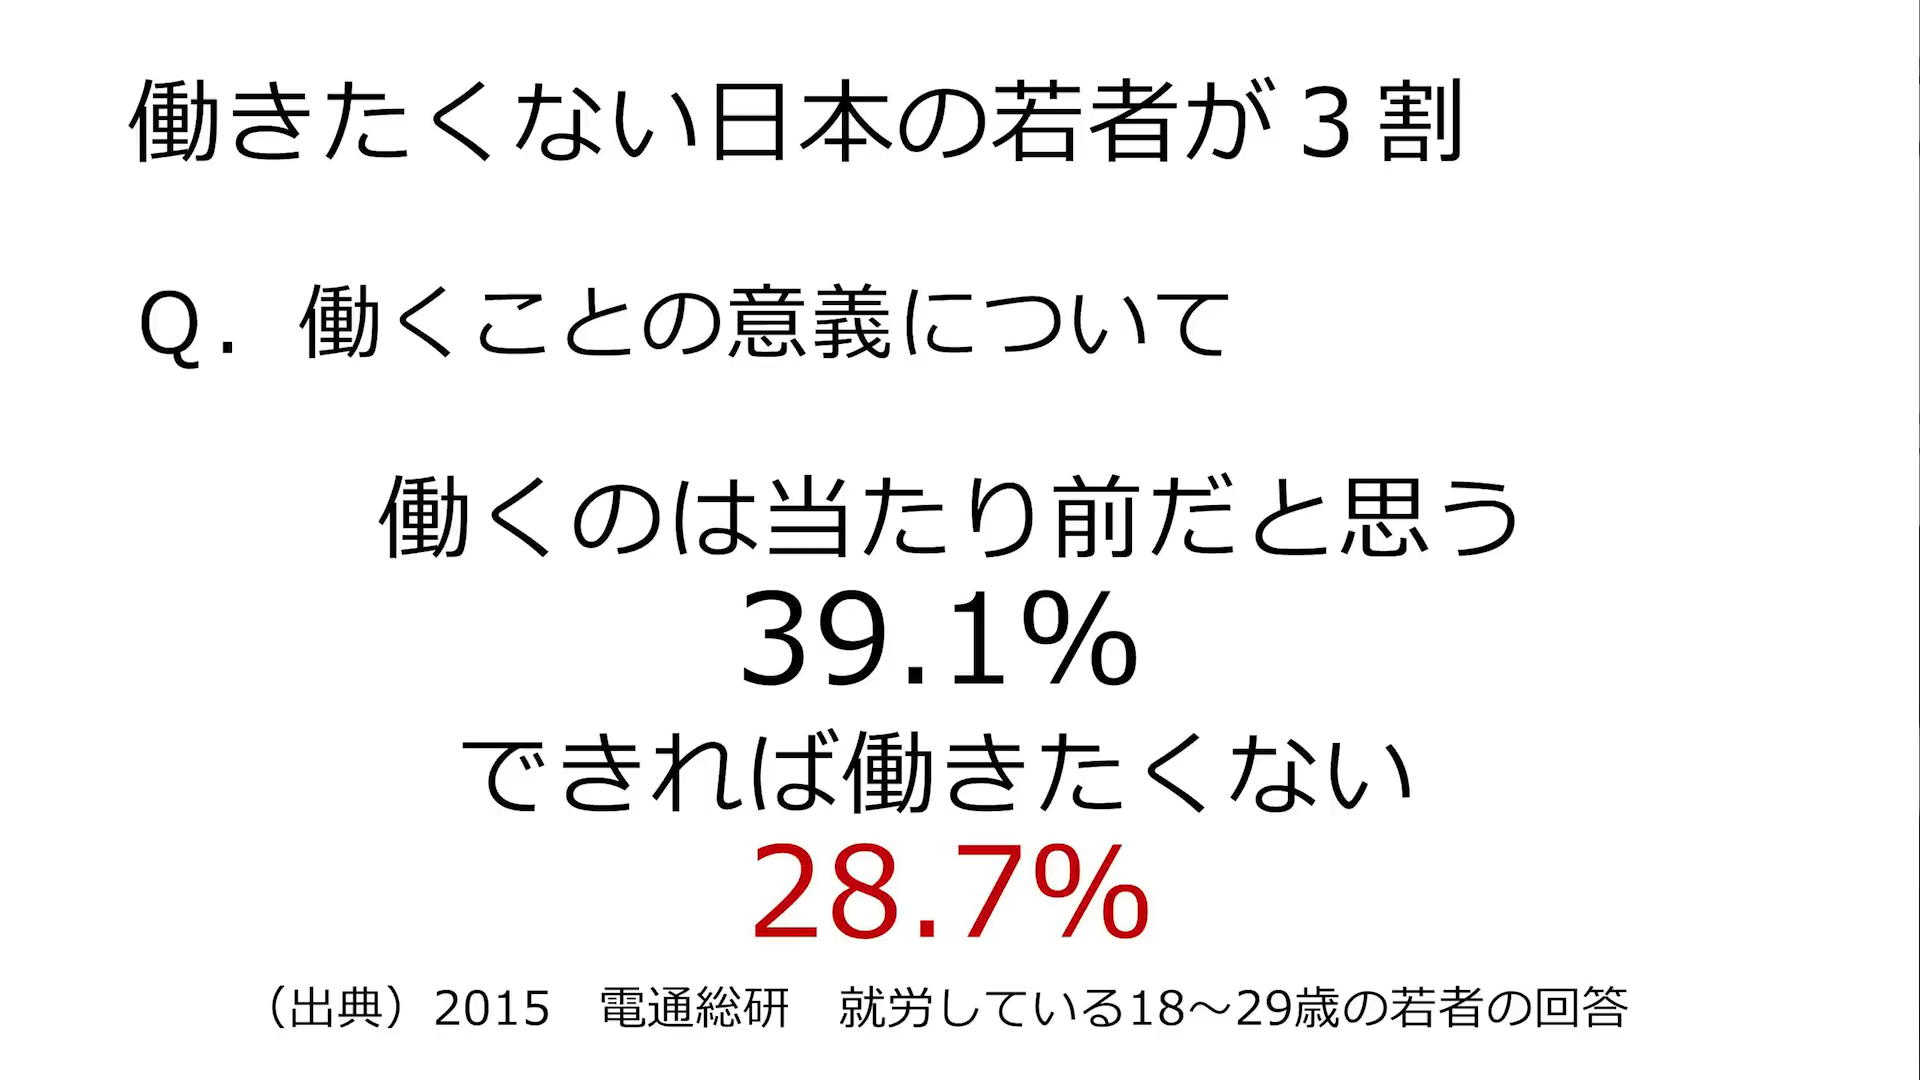 働きたくない日本の若者が３割
Ｑ．働くことの意義について
働くのは当たり前だと思う
39.1%
できれば働きたくない
28.7%
（出典）2015　電通総研　就労している18～29歳の若者の回答